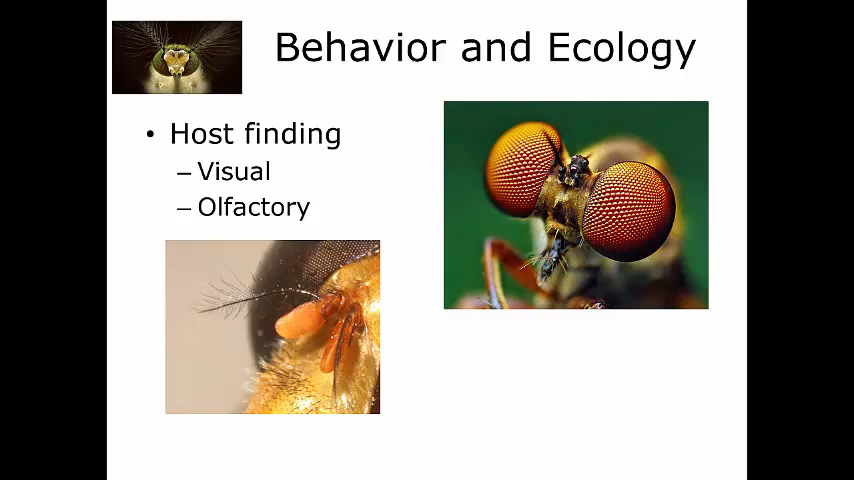 Behavior and Ecology
• Host finding
– Visual
– Olfactory